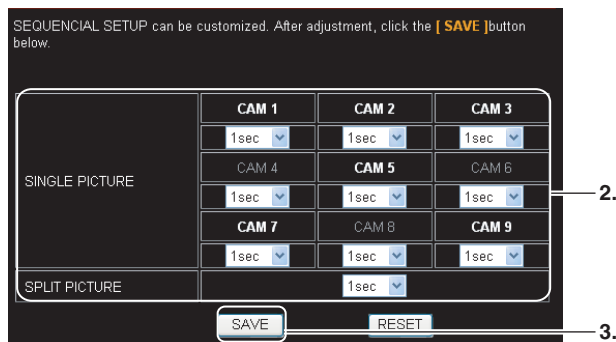 SEQUENCIAL SETUP can be customized. After adjustment, click the [ SAVE ]button
below.
CAM 1 CAM 2 CAM 3
1sec 1sec 1sec
SINGLE PICTURE
CAM 4 CAM 5 CAM 6
1sec 1sec 1sec
CAM 7 CAM 8 CAM 9
1sec 1sec 1sec
SPLIT PICTURE 1sec
SAVE RESET
2.
3.